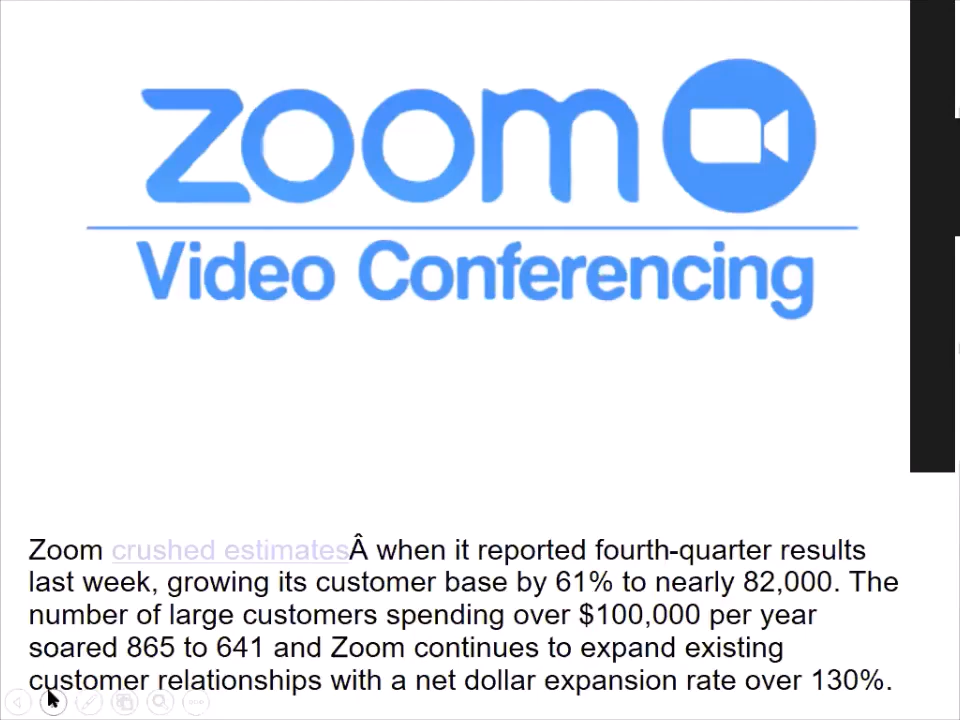 zoom
Video Conferencing
Zoom crushed estimatesÂ when it reported fourth-quarter results
last week, growing its customer base by 61% to nearly 82,000. The
number of large customers spending over $100,000 per year
soared 865 to 641 and Zoom continues to expand existing
customer relationships with a net dollar expansion rate over 130%.